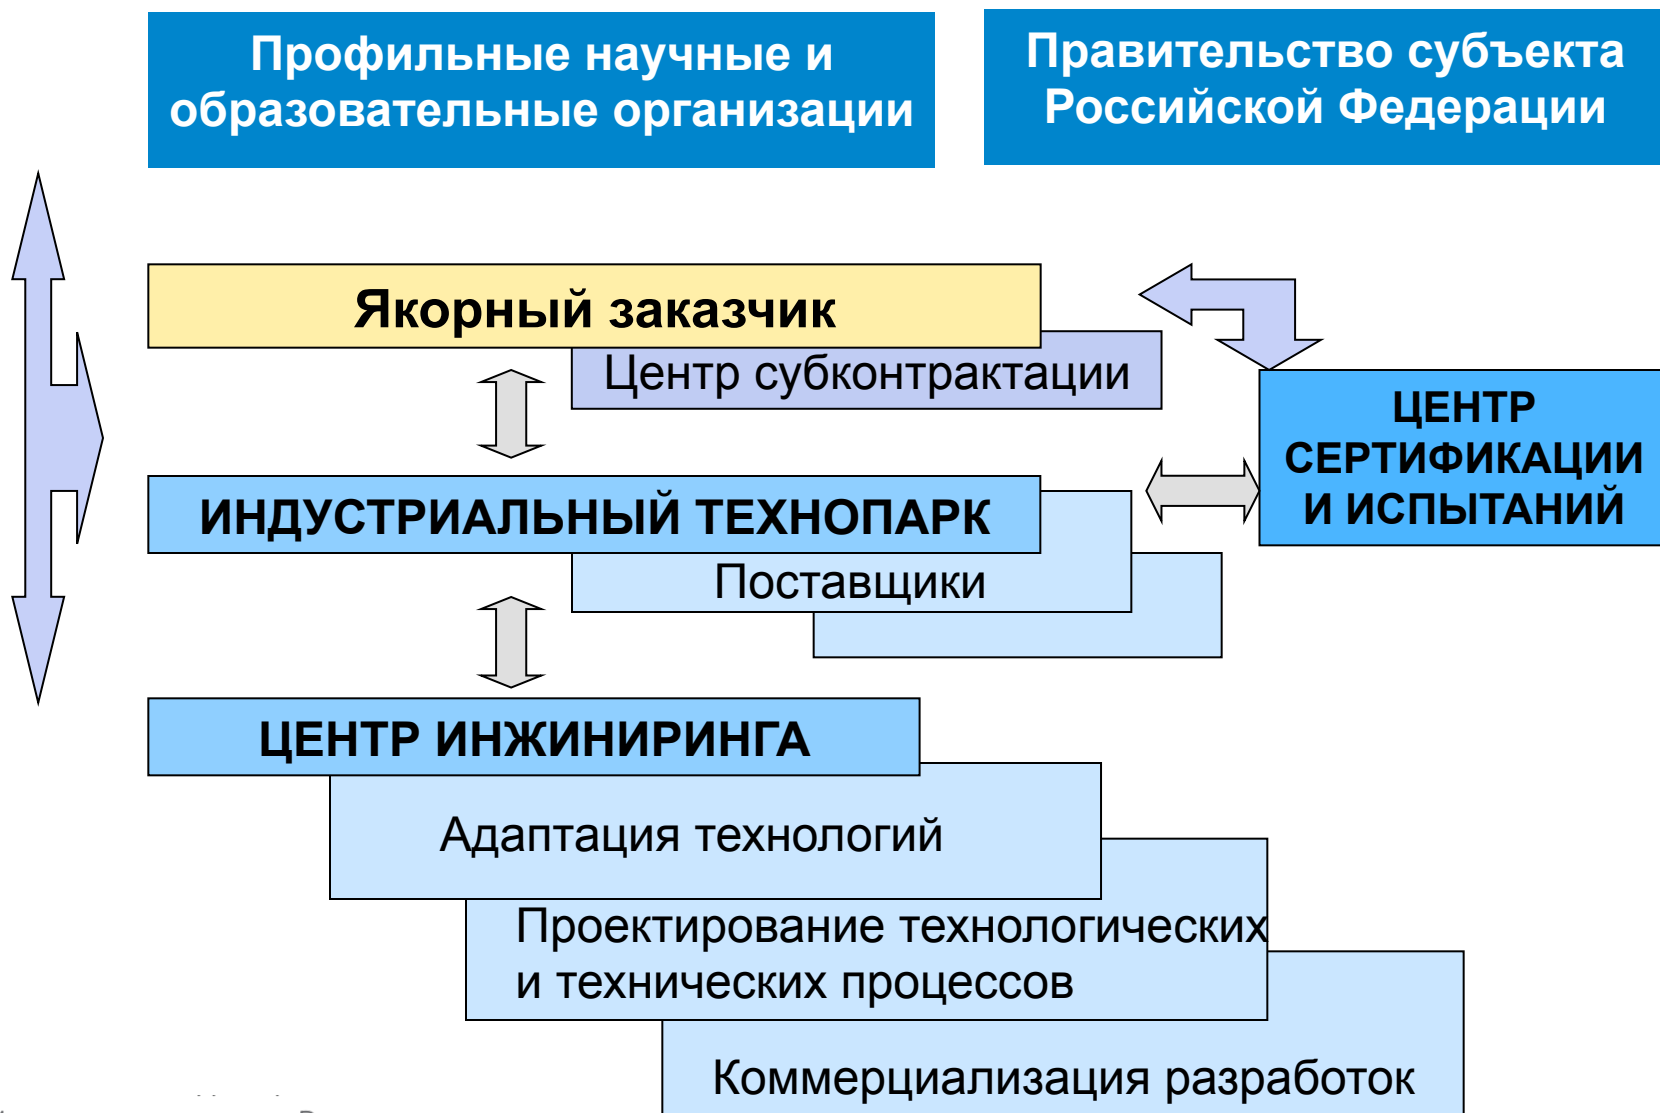 Профильные научные и
образовательные организации
Правительство субъекта
Российской Федерации
Якорный заказчик
Центр субконтрактации
ЦЕНТР
СЕРТИФИКАЦИИ
И ИСПЫТАНИЙ
ИНДУСТРИАЛЬНЫЙ ТЕХНОПАРК
Поставщики
ЦЕНТР ИНЖИНИРИНГА
Адаптация технологий
Проектирование технологических
и технических процессов
Коммерциализация разработок